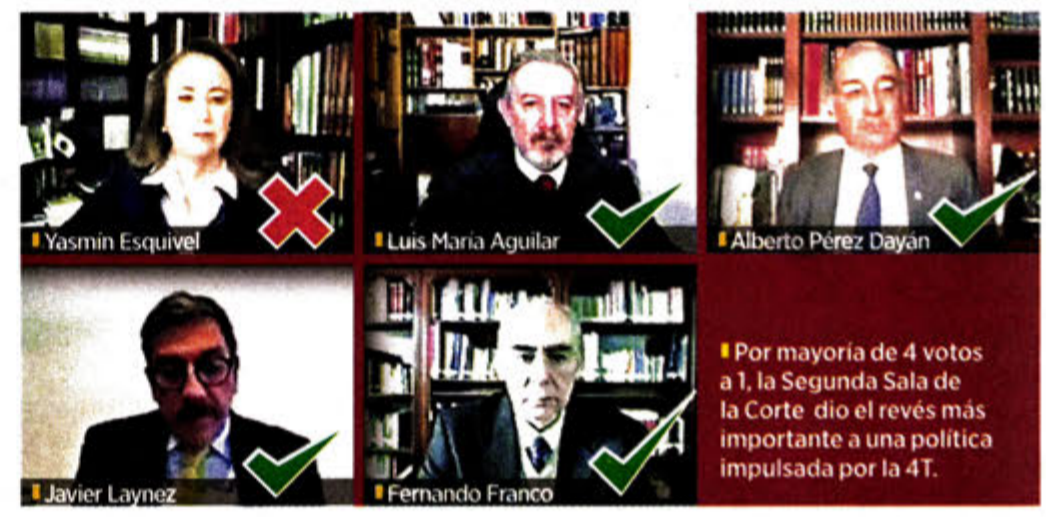 Yasmín Esquivel
Luis María Aguilar
Alberto Pérez Dayán
Javier Laynez
Fernando Franco
Por mayoría de 4 votos
a 1, la Segunda Sala de
la Corte dio el revés más
importante a una política
impulsada por la 4T.